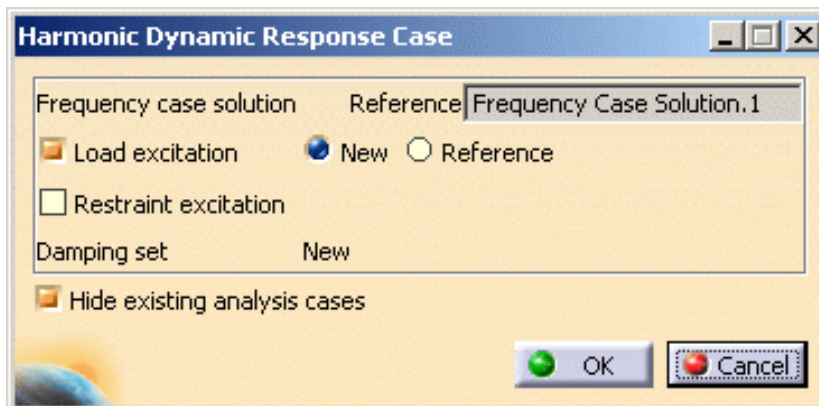 Harmonic Dynamic Response Case
Frequency case solution Reference Frequency Case Solution.1
Load excitation New Reference
Restraint excitation
Damping set New
Hide existing analysis cases
OK Cancel